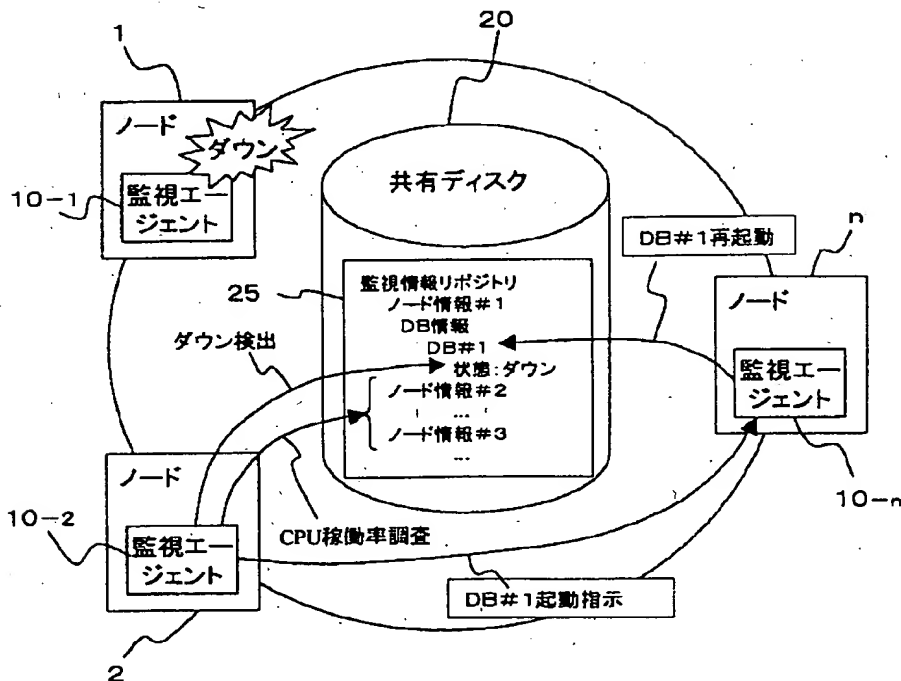 20
1
ノード
ダウン
10-1
監視エー
ジェント
共有ディスク
DB#1再起動
n
25
監視情報リポジトリ
ノード情報#1
DB情報
DB#1
状態:ダウン
ノード情報#2
...
ノード情報#3
...
ダウン検出
ノード
監視エー
ジェント
10-n
ノード
10-2
監視エー
ジェント
CPU稼働率調査
DB#1起動指示
2